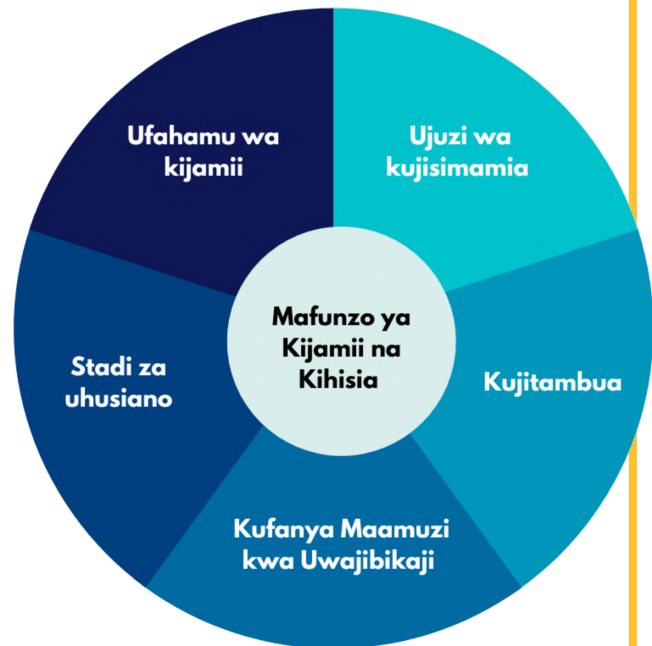 Ufahamu wa
kijamii
Ujuzi wa
kujisimamia
Mafunzo ya
Kijamii na
Kihisia
Stadi za
uhusiano
Kujitambua
Kufanya Maamuzi
kwa Uwajibikaji